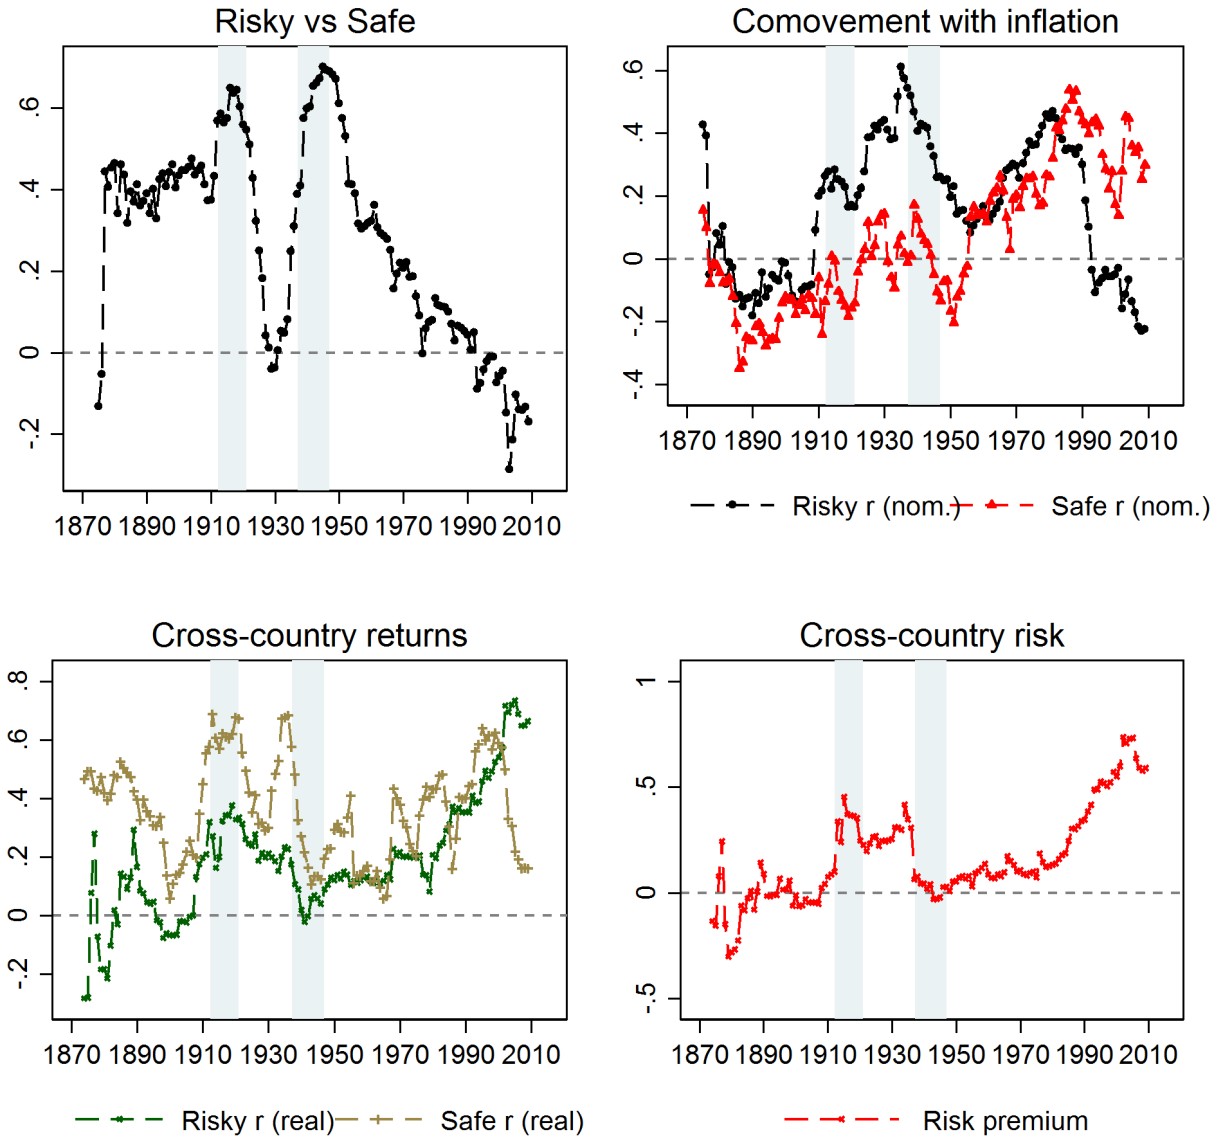 Risky vs Safe
.6
.4
.2
0
-.2
1870 1890 1910 1930 1950 1970 1990 2010
Comovement with inflation
.6
.4
.2
0
-.2
-.4
1870 1890 1910 1930 1950 1970 1990 2010
Risky r (nom.) Safe r (nom.)
Cross-country returns
.8
.6
.4
.2
0
-.2
1870 1890 1910 1930 1950 1970 1990 2010
Risky r (real) Safe r (real)
Cross-country risk
1
.5
0
-.5
1870 1890 1910 1930 1950 1970 1990 2010
Risk premium